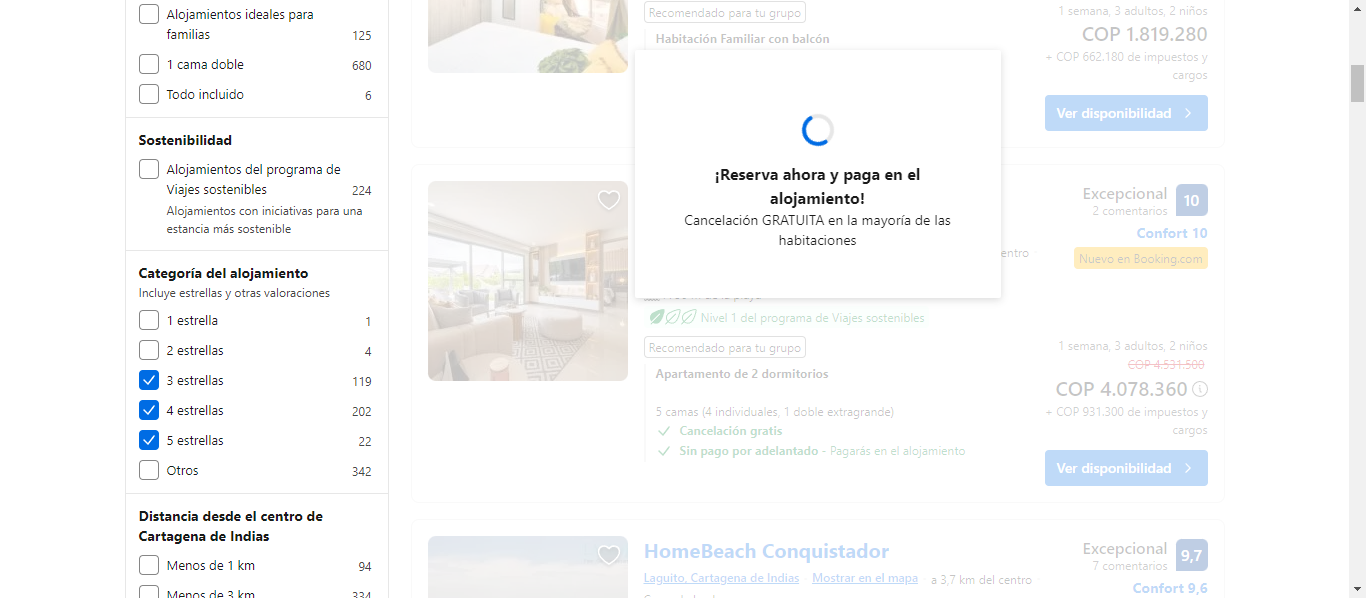 Alojamientos ideales para
familias 125
1 cama doble 680
Todo incluido 6
Sostenibilidad
Alojamientos del programa de
Viajes sostenibles 224
Alojamientos con iniciativas para una
estancia más sostenible
Categoría del alojamiento
Incluye estrellas y otras valoraciones
1 estrella 1
2 estrellas 4
3 estrellas 119
4 estrellas 202
5 estrellas 22
Otros 342
Distancia desde el centro de
Cartagena de Indias
Menos de 1 km 94
Menos de 3 km 334
Recomendado para tu grupo
Habitación Familiar con balcón
1 semana, 3 adultos, 2 niños
COP 1.819.280
+ COP 662.180 de impuestos y
cargos
Ver disponibilidad
¡Reserva ahora y paga en el
alojamiento!
Cancelación GRATUITA en la mayoría de las
habitaciones
Excepcional 10
2 comentarios
Confort 10
entro
Nuevo en Booking.com
Nivel 1 del programa de Viajes sostenibles
Recomendado para tu grupo
Apartamento de 2 dormitorios
5 camas (4 individuales, 1 doble extragrande)
Cancelación gratis
Sin pago por adelantado - Pagarás en el alojamiento
1 semana, 3 adultos, 2 niños
COP 4.531.500
COP 4.078.360
+ COP 931.300 de impuestos y
cargos
Ver disponibilidad
HomeBeach Conquistador
Laguito, Cartagena de Indias Mostrar en el mapa a 3,7 km del centro
Excepcional 9,7
7 comentarios
Confort 9,6